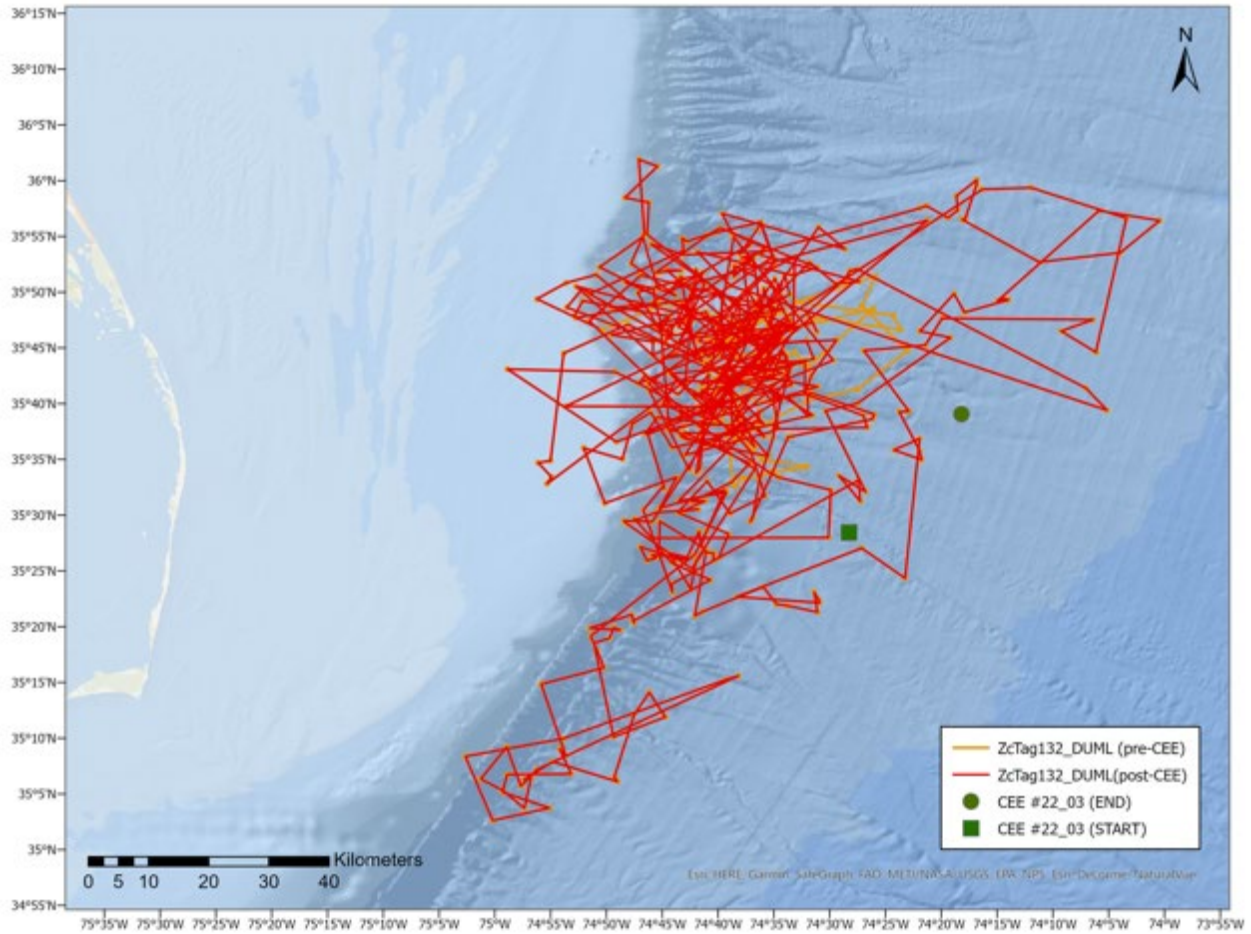 36°15'N
N
36°10'N
36°5'N
36°N
35°55'N
35°50'N
35°45'N
35°40'N
35°35'N
35°30'N
35°25'N
35°20'N
35°15'N
35°10'N
35°5'N
35°N
34°55'N
ZcTag132_DUML (pre-CEE)
ZcTag132_DUML(post-CEE)
CEE #22_03 (END)
CEE #22_03 (START)
Kilometers
0 5 10 20 30 40
Esri, HERE, Garmin, SafeGraph, FAO, METI/NASA, USGS, EPA, NPS, Esri, DeLorme, NaturalVue
75°35'W 75°30'W 75°25'W 75°20'W 75°15'W 75°10'W 75°5'W 75°W 74°55'W 74°50'W 74°45'W 74°40'W 74°35'W 74°30'W 74°25'W 74°20'W 74°15'W 74°10'W 74°5'W 74°W 73°55'W